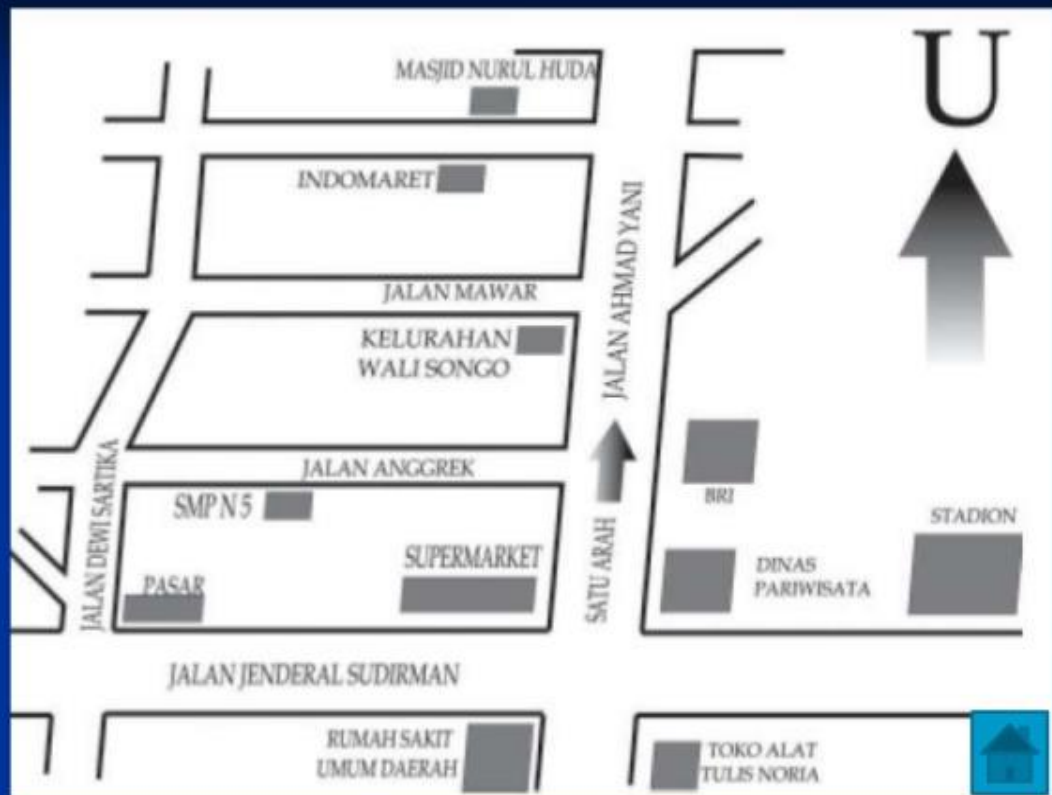 U
MASJID NURUL HUDA
INDOMARET
JALAN AHMAD YANI
JALAN MAWAR
KELURAHAN
WALI SONGO
JALAN ANGGREK
JALAN DEWI SARTIKA
SMP N 5
BRI
STADION
SATU ARAH
SUPERMARKET
DINAS
PARIWISATA
PASAR
JALAN JENDERAL SUDIRMAN
RUMAH SAKIT
UMUM DAERAH
TOKO ALAT
TULIS NORIA